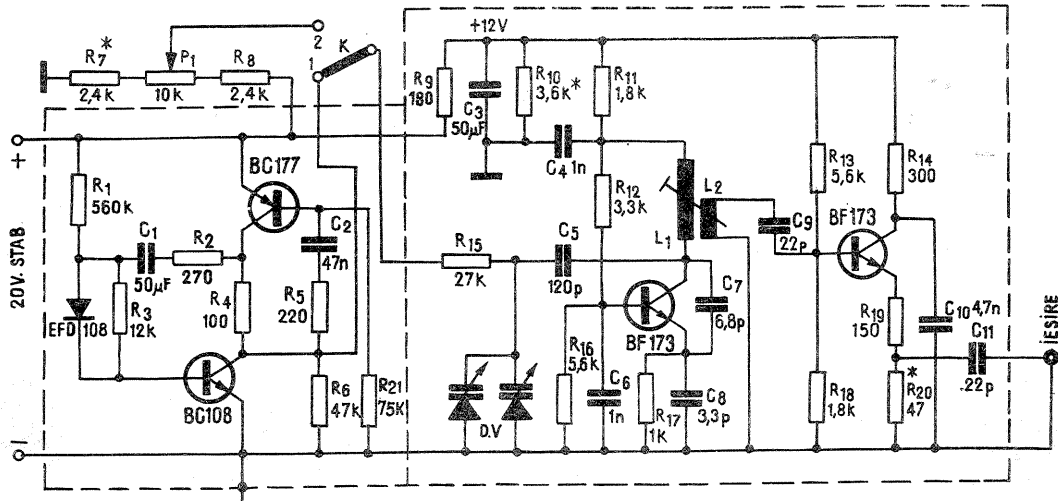 R7*
2,4k
P1
10k
R8
2,4k
2
K
1
+12V
R9
180
C3
50µF
R10
3,6k*
R11
1,8k
C4 1n
+
20V. STAB.
R1
560k
BC177
C1
50µF
R2
270
C2
47n
R3
12k
R4
100
R5
220
EFD 108
BC108
R6
47k
R21
75K
R12
3,3k
L2
L1
R13
5,6k
R14
300
BF173
C9
22p
R15
27K
C5
120p
C7
6,8p
BF173
R16
5,6k
C6
1n
R17
1K
C8
3,3p
D.V
R19
150
C10 4,7n
C11
.22p
R18
1,8k
*
R20
47
IEȘIRE
-